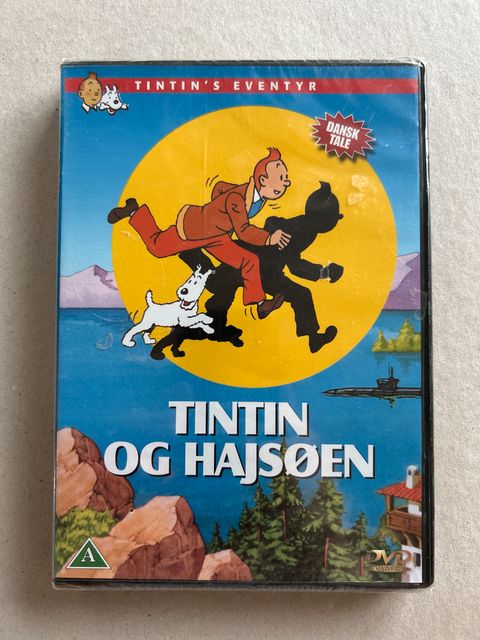 TINTIN'S EVENTYR
DANSK
TALE
TINTIN
OG HAJSØEN
A
DVD
VIDEO